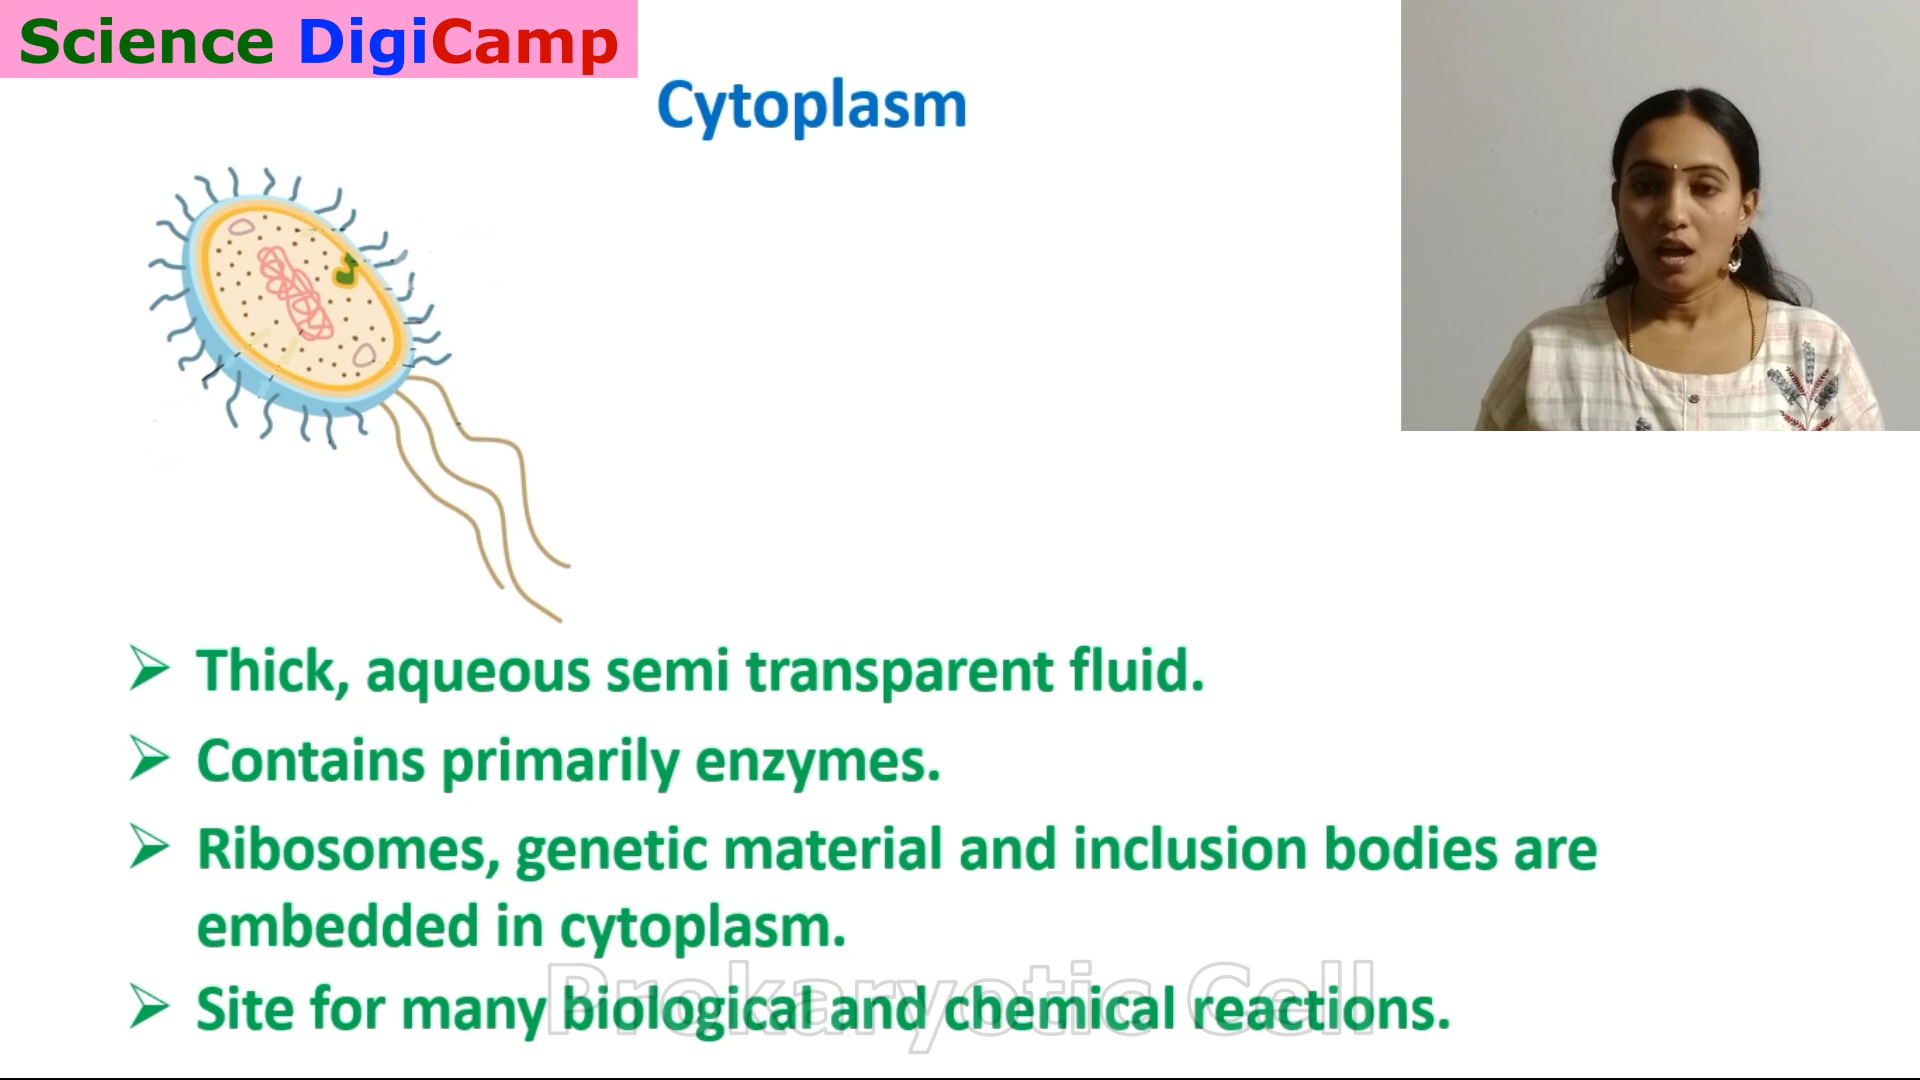 Science DigiCamp
Cytoplasm
Thick, aqueous semi transparent fluid.
Contains primarily enzymes.
Ribosomes, genetic material and inclusion bodies are
embedded in cytoplasm.
Site for many biological and chemical reactions.
Prokaryotic Cell